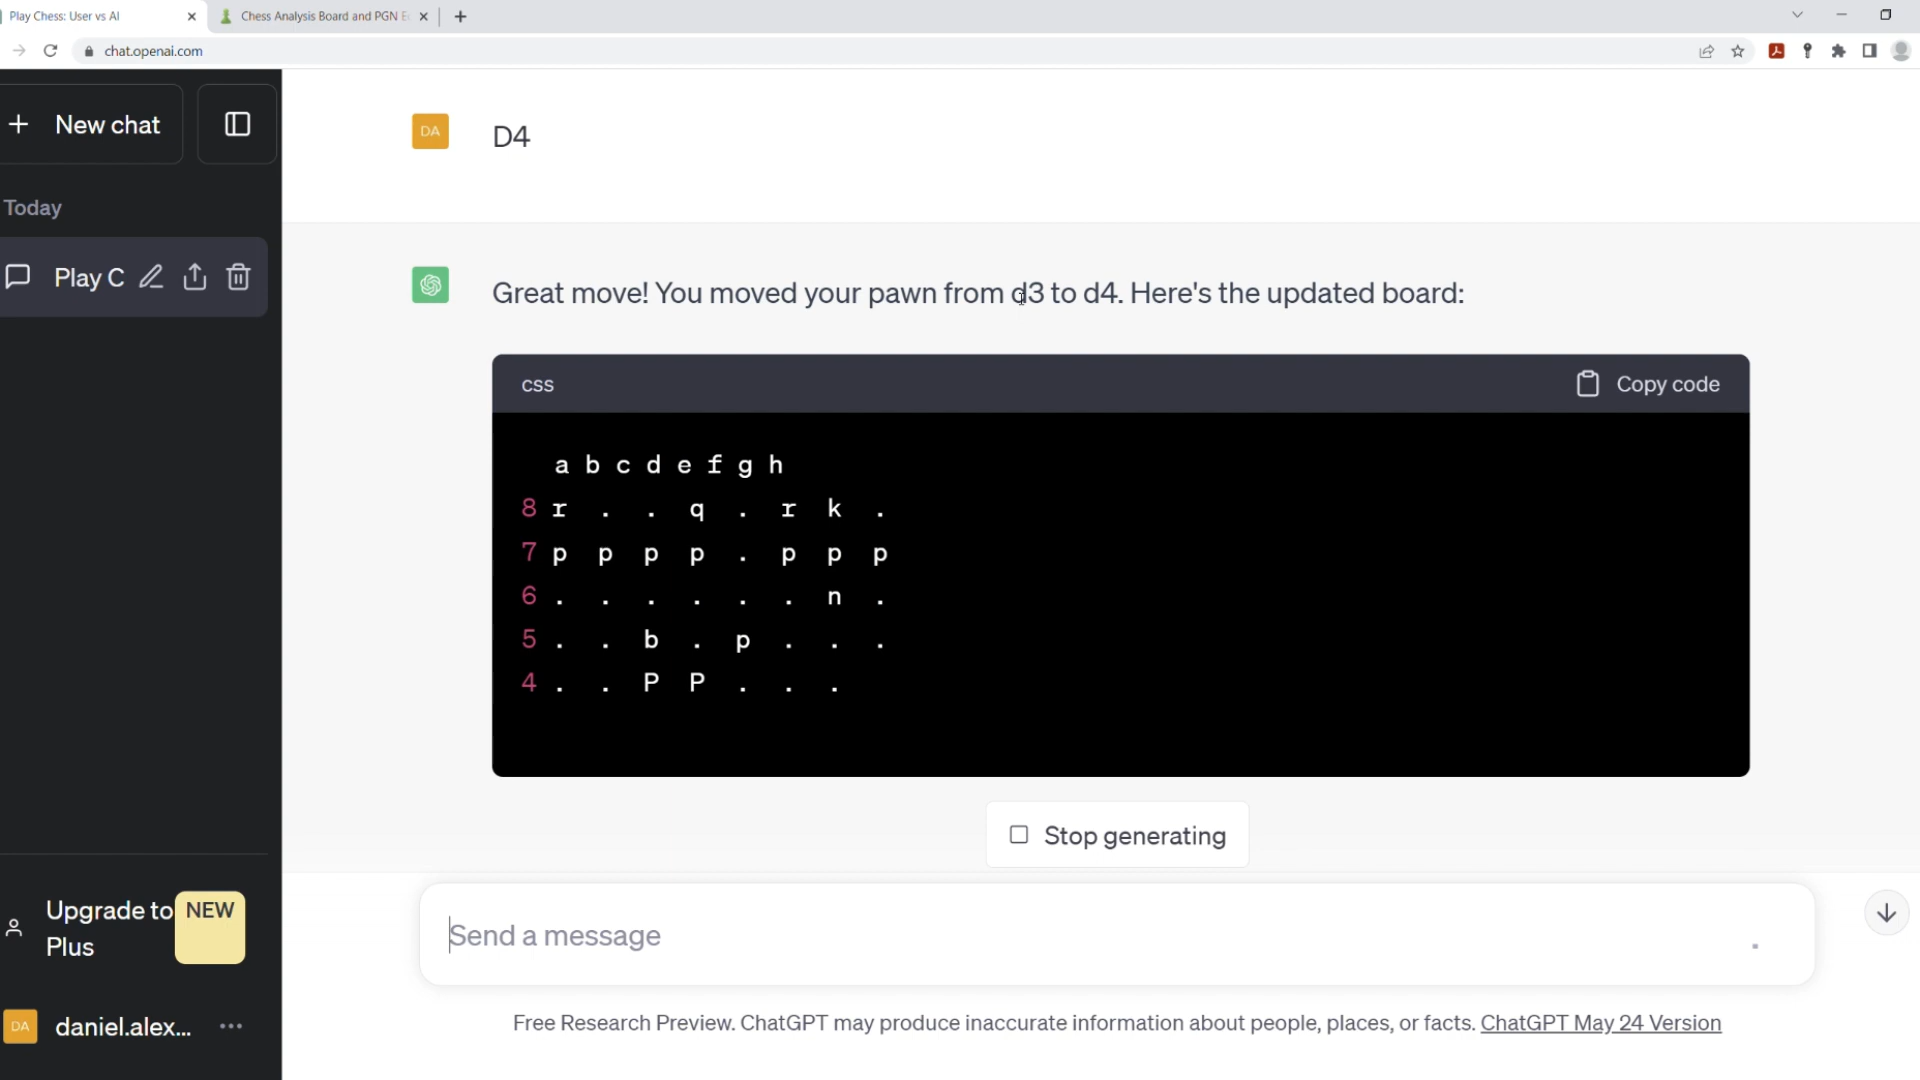 Play Chess: User vs AI
Chess Analysis Board and PGN E
chat.openai.com
New chat
Today
Play C
Upgrade to Plus
NEW
DA
daniel.alex...
DA
D4
Great move! You moved your pawn from d3 to d4. Here's the updated board:
css
Copy code
a b c d e f g h
8 r . . q . r k .
7 p p p p . p p p
6 . . . . . . n .
5 . . b . p . . .
4 . . P P . . .
Stop generating
Send a message
Free Research Preview. ChatGPT may produce inaccurate information about people, places, or facts. ChatGPT May 24 Version